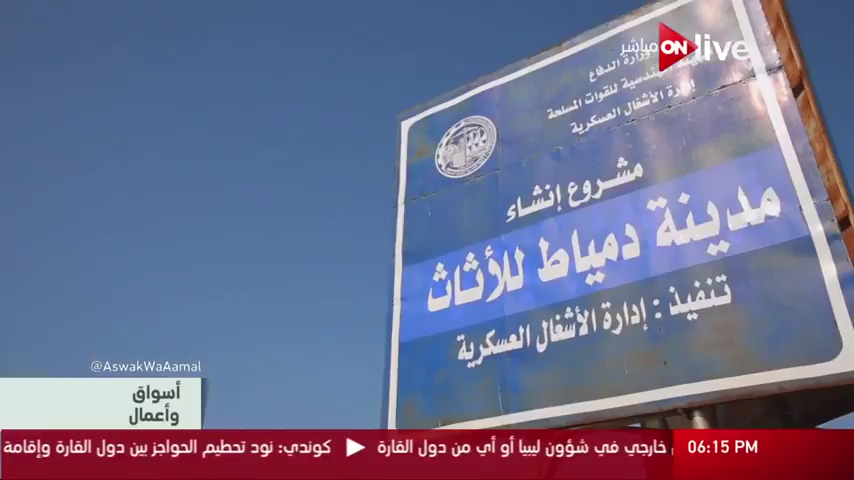 مباشر ON live
وزارة الدفاع
الهندسية للقوات المسلحة
إدارة الأشغال العسكرية
مشروع إنشاء
مدينة دمياط للأثاث
تنفيذ : إدارة الأشغال العسكرية
@AswakWaAamal
أسواق
وأعمال
خارجي في شؤون ليبيا أو أي من دول القارة ◀ كوندي: نود تحطيم الحواجز بين دول القارة وإقامة
06:15 PM